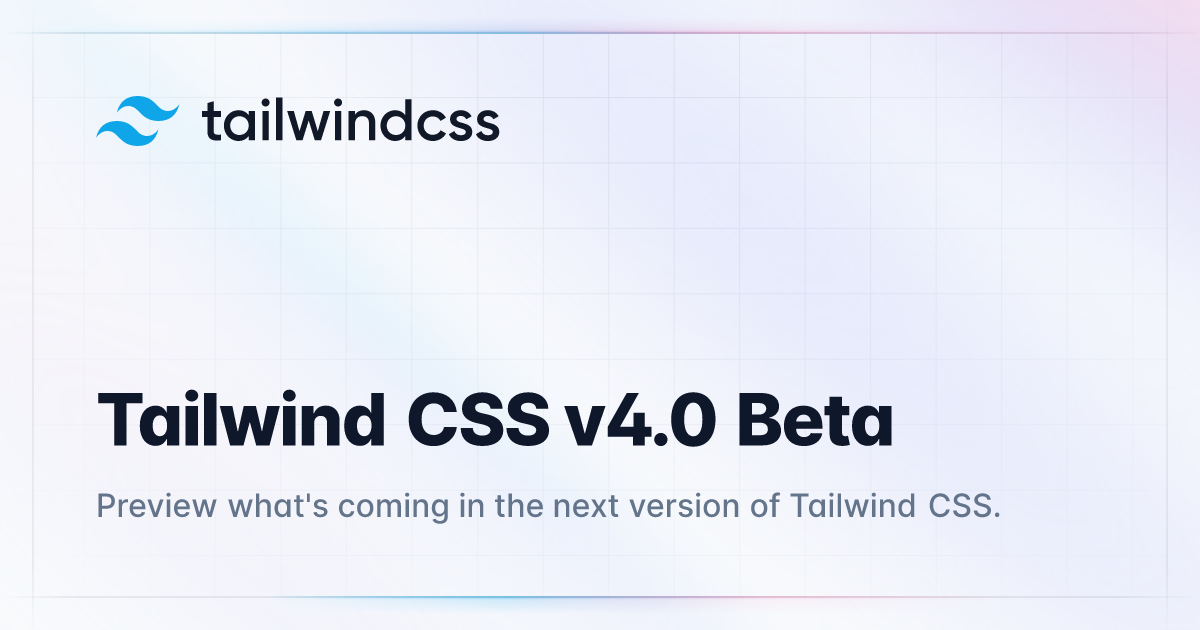 tailwindcss
Tailwind CSS v4.0 Beta
Preview what's coming in the next version of Tailwind CSS.